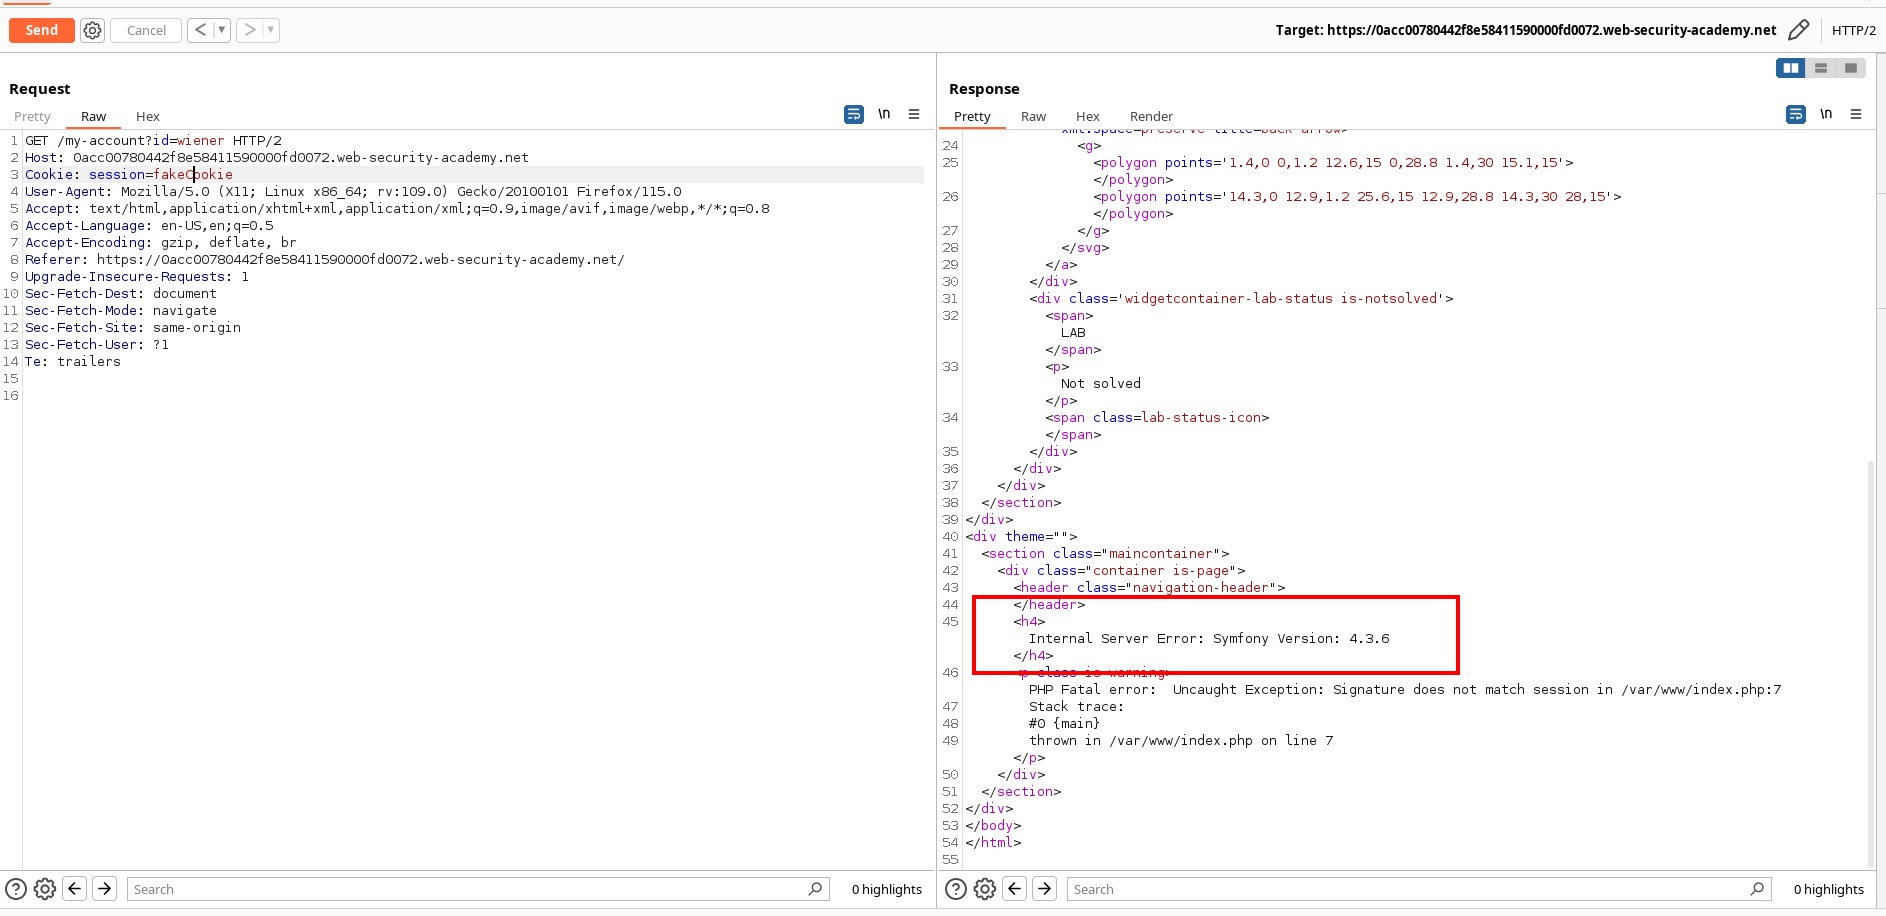 Send
Cancel
Target: https://0acc00780442f8e58411590000fd0072.web-security-academy.net
HTTP/2
Request
Pretty
Raw
Hex
\n
1 GET /my-account?id=wiener HTTP/2
2 Host: 0acc00780442f8e58411590000fd0072.web-security-academy.net
3 Cookie: session=fakeCookie
4 User-Agent: Mozilla/5.0 (X11; Linux x86_64; rv:109.0) Gecko/20100101 Firefox/115.0
5 Accept: text/html,application/xhtml+xml,application/xml;q=0.9,image/avif,image/webp,*/*;q=0.8
6 Accept-Language: en-US,en;q=0.5
7 Accept-Encoding: gzip, deflate, br
8 Referer: https://0acc00780442f8e58411590000fd0072.web-security-academy.net/
9 Upgrade-Insecure-Requests: 1
10 Sec-Fetch-Dest: document
11 Sec-Fetch-Mode: navigate
12 Sec-Fetch-Site: same-origin
13 Sec-Fetch-User: ?1
14 Te: trailers
15
16
Search
0 highlights
Response
Pretty
Raw
Hex
Render
\n
xml:space=preserve title=back-arrow>
24 <g>
25 <polygon points='1.4,0 0,1.2 12.6,15 0,28.8 1.4,30 15.1,15'>
</polygon>
26 <polygon points='14.3,0 12.9,1.2 25.6,15 12.9,28.8 14.3,30 28,15'>
</polygon>
27 </g>
28 </svg>
29 </a>
30 </div>
31 <div class='widgetcontainer-lab-status is-notsolved'>
32 <span>
LAB
</span>
33 <p>
Not solved
</p>
34 <span class=lab-status-icon>
</span>
35 </div>
36 </div>
37 </div>
38 </section>
39 </div>
40 <div theme="">
41 <section class="maincontainer">
42 <div class="container is-page">
43 <header class="navigation-header">
44 </header>
45 <h4>
Internal Server Error: Symfony Version: 4.3.6
</h4>
46 <p class=is-warning>
PHP Fatal error:  Uncaught Exception: Signature does not match session in /var/www/index.php:7
47 Stack trace:
48 #0 {main}
49 thrown in /var/www/index.php on line 7
</p>
50 </div>
51 </section>
52 </div>
53 </body>
54 </html>
55
Search
0 highlights